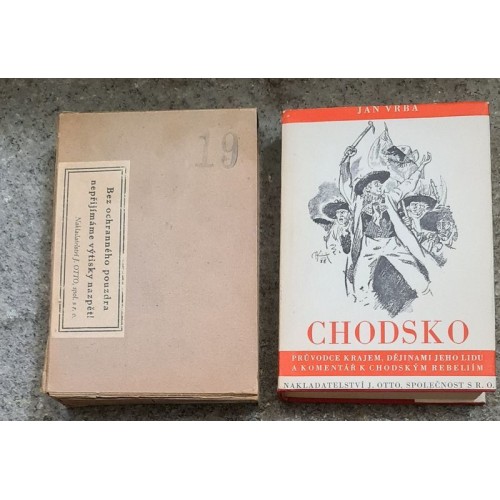 19
Bez ochranného pouzdra
nepřijímáme výtisky nazpět!
Nakladatelství J. OTTO, spol. s r. o.
JAN VRBA
CHODSKO
PRŮVODCE KRAJEM, DĚJINAMI JEHO LIDU
A KOMENTÁŘ K CHODSKÝM REBELIÍM
NAKLADATELSTVÍ J. OTTO, SPOLEČNOST S R. O.